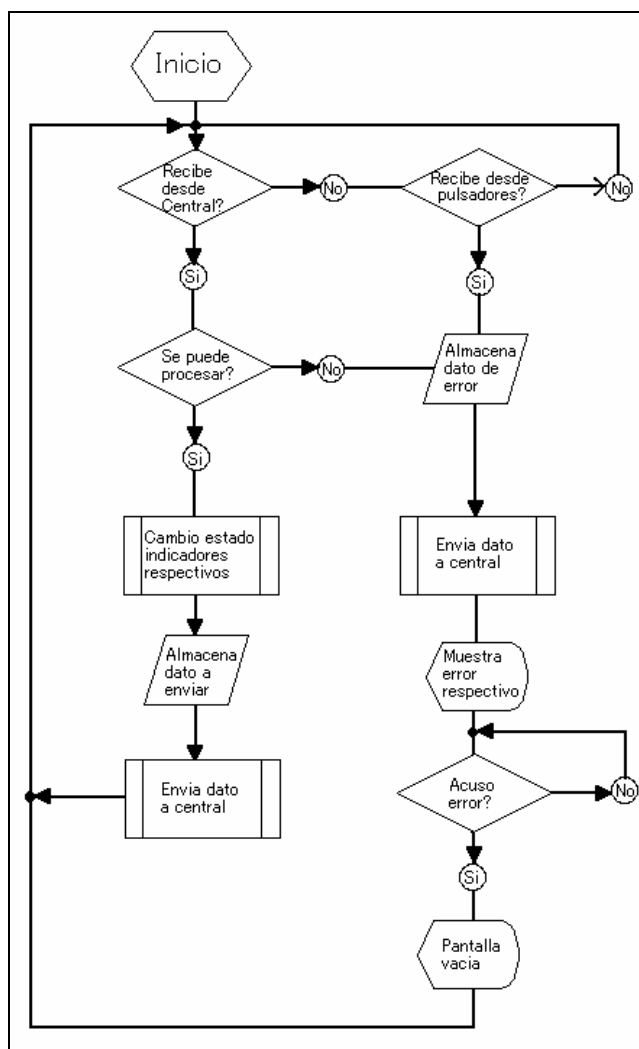 Inicio
Recibe
desde
Central?
No
Recibe desde
pulsadores?
No
Si
Si
Se puede
procesar?
No
Almacena
dato de
error
Si
Cambio estado
indicadores
respectivos
Envia dato
a central
Almacena
dato a
enviar
Muestra
error
respectivo
Envia dato
a central
Acuso
error?
No
Si
Pantalla
vacia